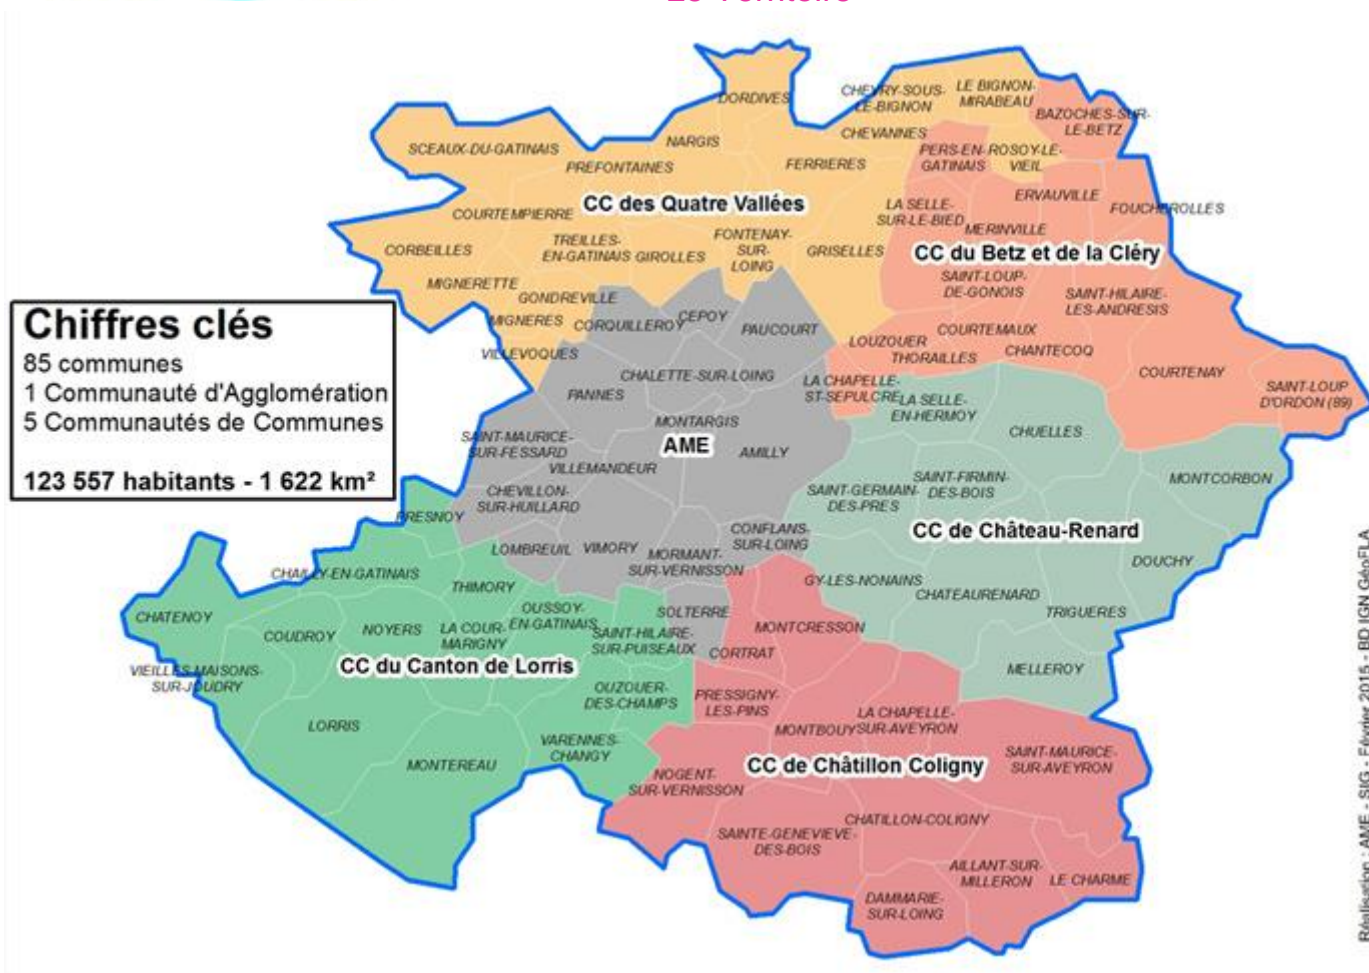 Le Territoire
DORDIVES
CHEVRY-SOUS-
LE-BIGNON
LE BIGNON-
MIRABEAU
BAZOCHES-SUR-
LE-BETZ
SCEAUX-DU-GATINAIS
NARGIS
CHEVANNES
PREFONTAINES
FERRIERES
PERS-EN-
GATINAIS
ROSOY-LE-
VIEIL
CC des Quatre Vallées
COURTEMPIERRE
LA SELLE-
SUR-LE-BIED
ERVAUVILLE
FOUCHEROLLES
MERINVILLE
CORBEILLES
TREILLES-
EN-GATINAIS
GIROLLES
FONTENAY-
SUR-
LOING
GRISELLES
CC du Betz et de la Cléry
MIGNERETTE
GONDREVILLE
SAINT-LOUP-
DE-GONOIS
SAINT-HILAIRE-
LES-ANDRESIS
MIGNERES
CORQUILLEROY
CEPOY
PAUCOURT
VILLEVOQUES
LOUZOUER
COURTEMAUX
THORAILLES
CHANTECOQ
COURTENAY
SAINT-LOUP
D'ORDON (89)
Chiffres clés
85 communes
1 Communauté d'Agglomération
5 Communautés de Communes
123 557 habitants - 1 622 km²
PANNES
CHALETTE-SUR-LOING
LA CHAPELLE-
ST-SEPULCRE
LA SELLE-
EN-HERMOY
MONTARGIS
CHUELLES
SAINT-MAURICE-
SUR-FESSARD
AME
AMILLY
VILLEMANDEUR
MONTCORBON
CHEVILLON-
SUR-HUILLARD
SAINT-GERMAIN-
DES-PRES
SAINT-FIRMIN-
DES-BOIS
PRESNOY
CONFLANS-
SUR-LOING
CC de Château-Renard
LOMBREUIL
VIMORY
MORMANT-
SUR-VERNISSON
DOUCHY
CHAILLY-EN-GATINAIS
THIMORY
GY-LES-NONAINS
CHATEAURENARD
TRIGUERES
CHATENOY
COUDROY
NOYERS
LA COUR-
MARIGNY
OUSSOY-
EN-GATINAIS
SOLTERRE
SAINT-HILAIRE-
SUR-PUISEAUX
MONTCRESSON
CORTRAT
MELLEROY
VIEILLES-MAISONS-
SUR-JOUDRY
CC du Canton de Lorris
OUZOUER-
DES-CHAMPS
PRESSIGNY-
LES-PINS
LORRIS
MONTBOUY
LA CHAPELLE-
SUR-AVEYRON
VARENNES-
CHANGY
MONTEREAU
SAINT-MAURICE-
SUR-AVEYRON
CC de Châtillon Coligny
NOGENT-
SUR-VERNISSON
SAINTE-GENEVIEVE-
DES-BOIS
CHATILLON-COLIGNY
AILLANT-SUR-
MILLERON
LE CHARME
DAMMARIE-
SUR-LOING
Réalisation : AME - SIG - Février 2015 - BD IGN GéoFLA